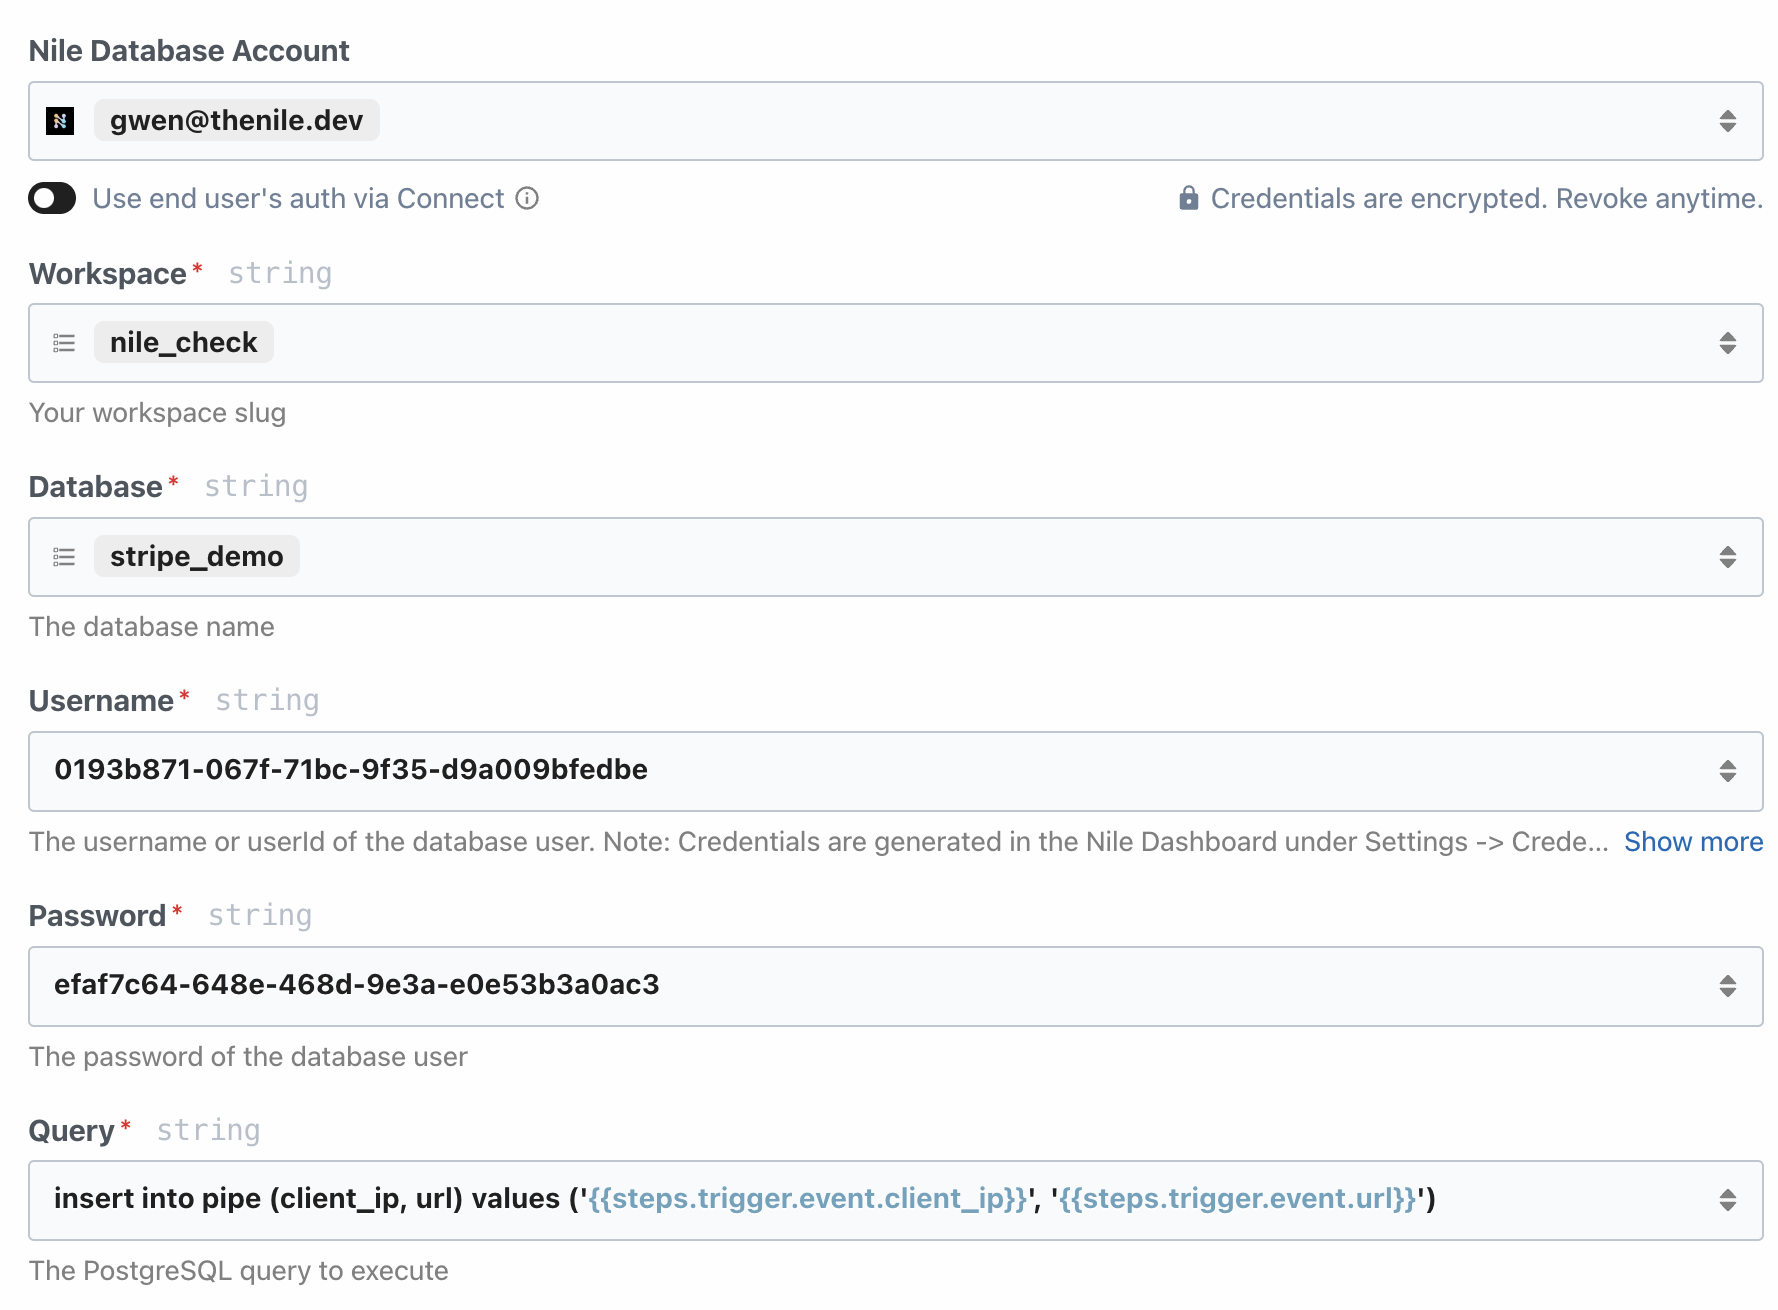 Nile Database Account
gwen@thenile.dev
Use end user's auth via Connect
Credentials are encrypted. Revoke anytime.
Workspace* string
nile_check
Your workspace slug
Database* string
stripe_demo
The database name
Username* string
0193b871-067f-71bc-9f35-d9a009bfedbe
The username or userId of the database user. Note: Credentials are generated in the Nile Dashboard under Settings -> Crede... Show more
Password* string
efaf7c64-648e-468d-9e3a-e0e53b3a0ac3
The password of the database user
Query* string
insert into pipe (client_ip, url) values ('{{steps.trigger.event.client_ip}}', '{{steps.trigger.event.url}}')
The PostgreSQL query to execute